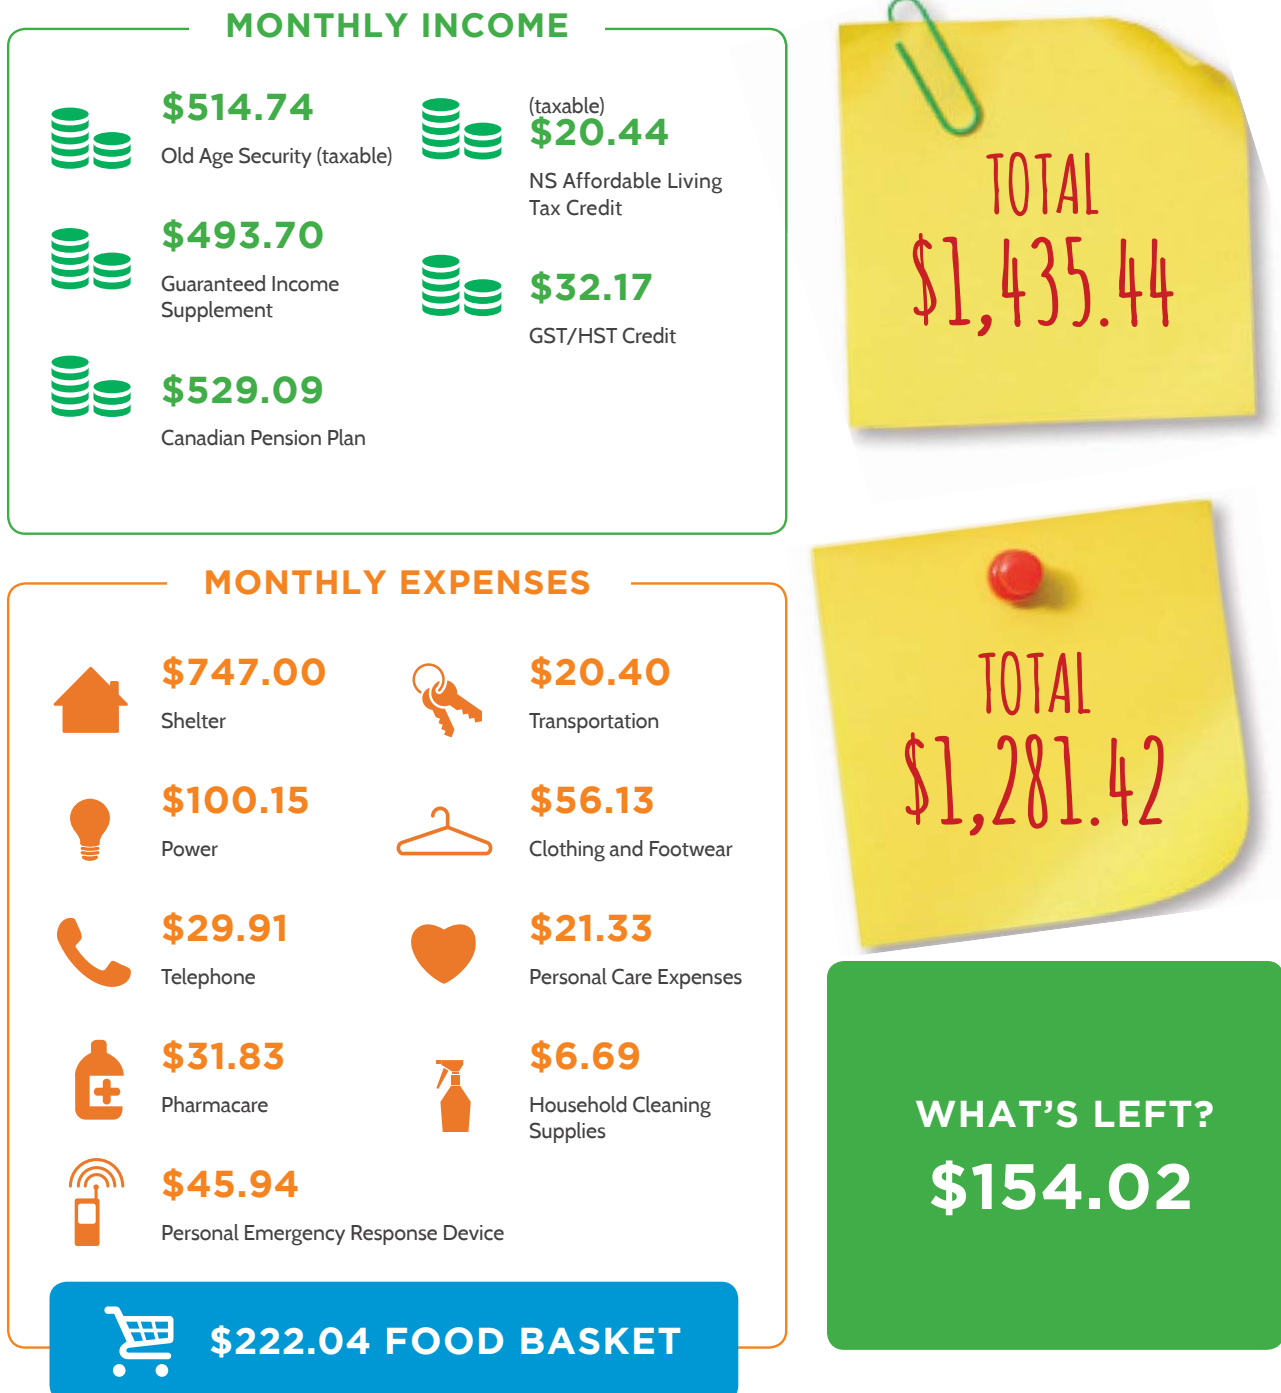 MONTHLY INCOME
$514.74
Old Age Security (taxable)
$493.70
Guaranteed Income
Supplement
$529.09
Canadian Pension Plan
(taxable)
$20.44
NS Affordable Living
Tax Credit
$32.17
GST/HST Credit
TOTAL
$1,435.44
MONTHLY EXPENSES
$747.00
Shelter
$100.15
Power
$29.91
Telephone
$31.83
Pharmacare
$45.94
Personal Emergency Response Device
$20.40
Transportation
$56.13
Clothing and Footwear
$21.33
Personal Care Expenses
$6.69
Household Cleaning
Supplies
$222.04 FOOD BASKET
TOTAL
$1,281.42
WHAT'S LEFT?
$154.02